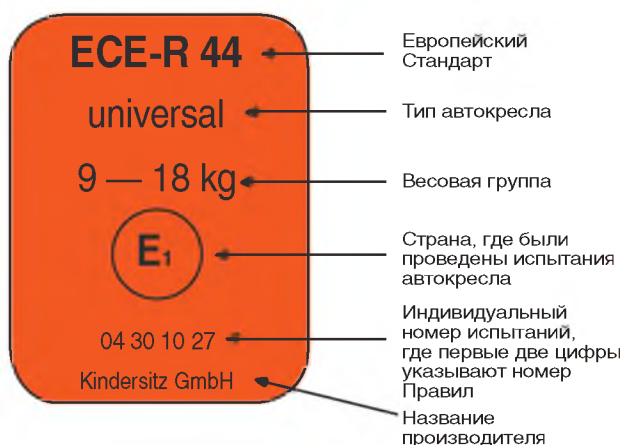 ECE-R 44
Европейский
Стандарт
universal
Тип автокресла
9 — 18 kg
Весовая группа
E1
Страна, где были
проведены испытания
автокресла
04 30 10 27
Индивидуальный
номер испытаний,
где первые две цифры
указывают номер
Правил
Kindersitz GmbH
Название
производителя